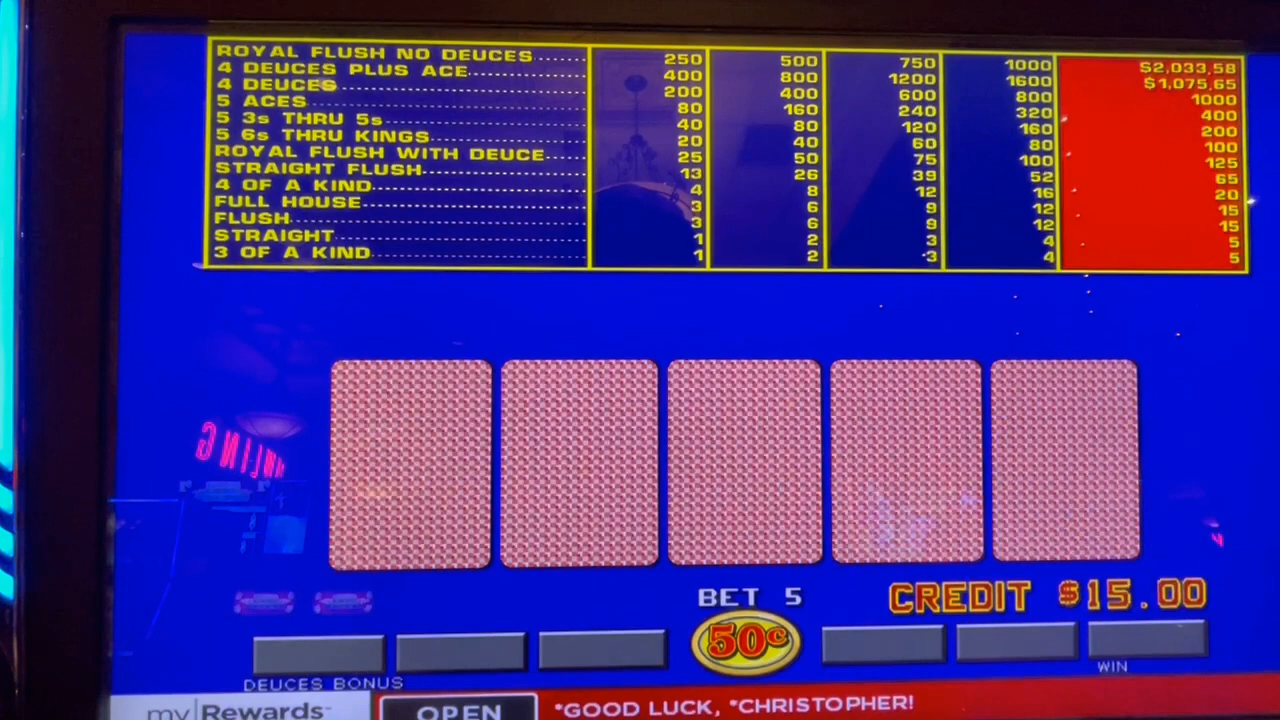 ROYAL FLUSH NO DEUCES 250 500 750 1000 $2,033,58
4 DEUCES PLUS ACE 400 800 1200 1600 $1,075,65
4 DEUCES 200 400 600 800 1000
5 ACES 80 160 240 320 400
5 3s THRU 5s 40 80 120 160 200
5 6s THRU KINGS 20 40 60 80 100
ROYAL FLUSH WITH DEUCE 25 50 75 100 125
STRAIGHT FLUSH 13 26 39 52 65
4 OF A KIND 4 8 12 16 20
FULL HOUSE 3 6 9 12 15
FLUSH 3 6 9 12 15
STRAIGHT 1 2 3 4 5
3 OF A KIND 1 2 3 4 5
BET 5 CREDIT $15.00
50¢
WIN
DEUCES BONUS
my|Rewards OPEN *GOOD LUCK, *CHRISTOPHER!